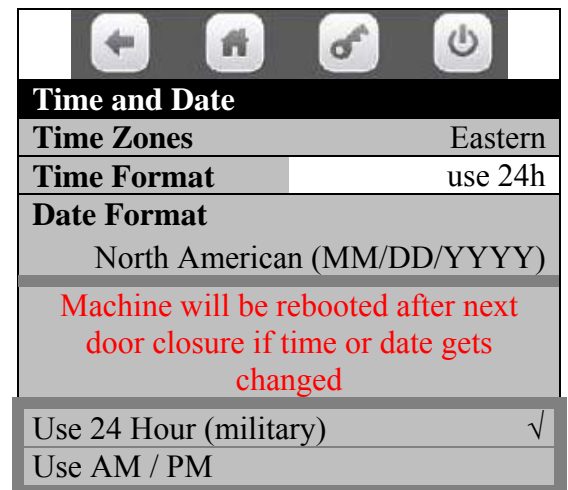 Time and Date
Time Zones Eastern
Time Format use 24h
Date Format
North American (MM/DD/YYYY)
Machine will be rebooted after next
door closure if time or date gets
changed
Use 24 Hour (military) √
Use AM / PM